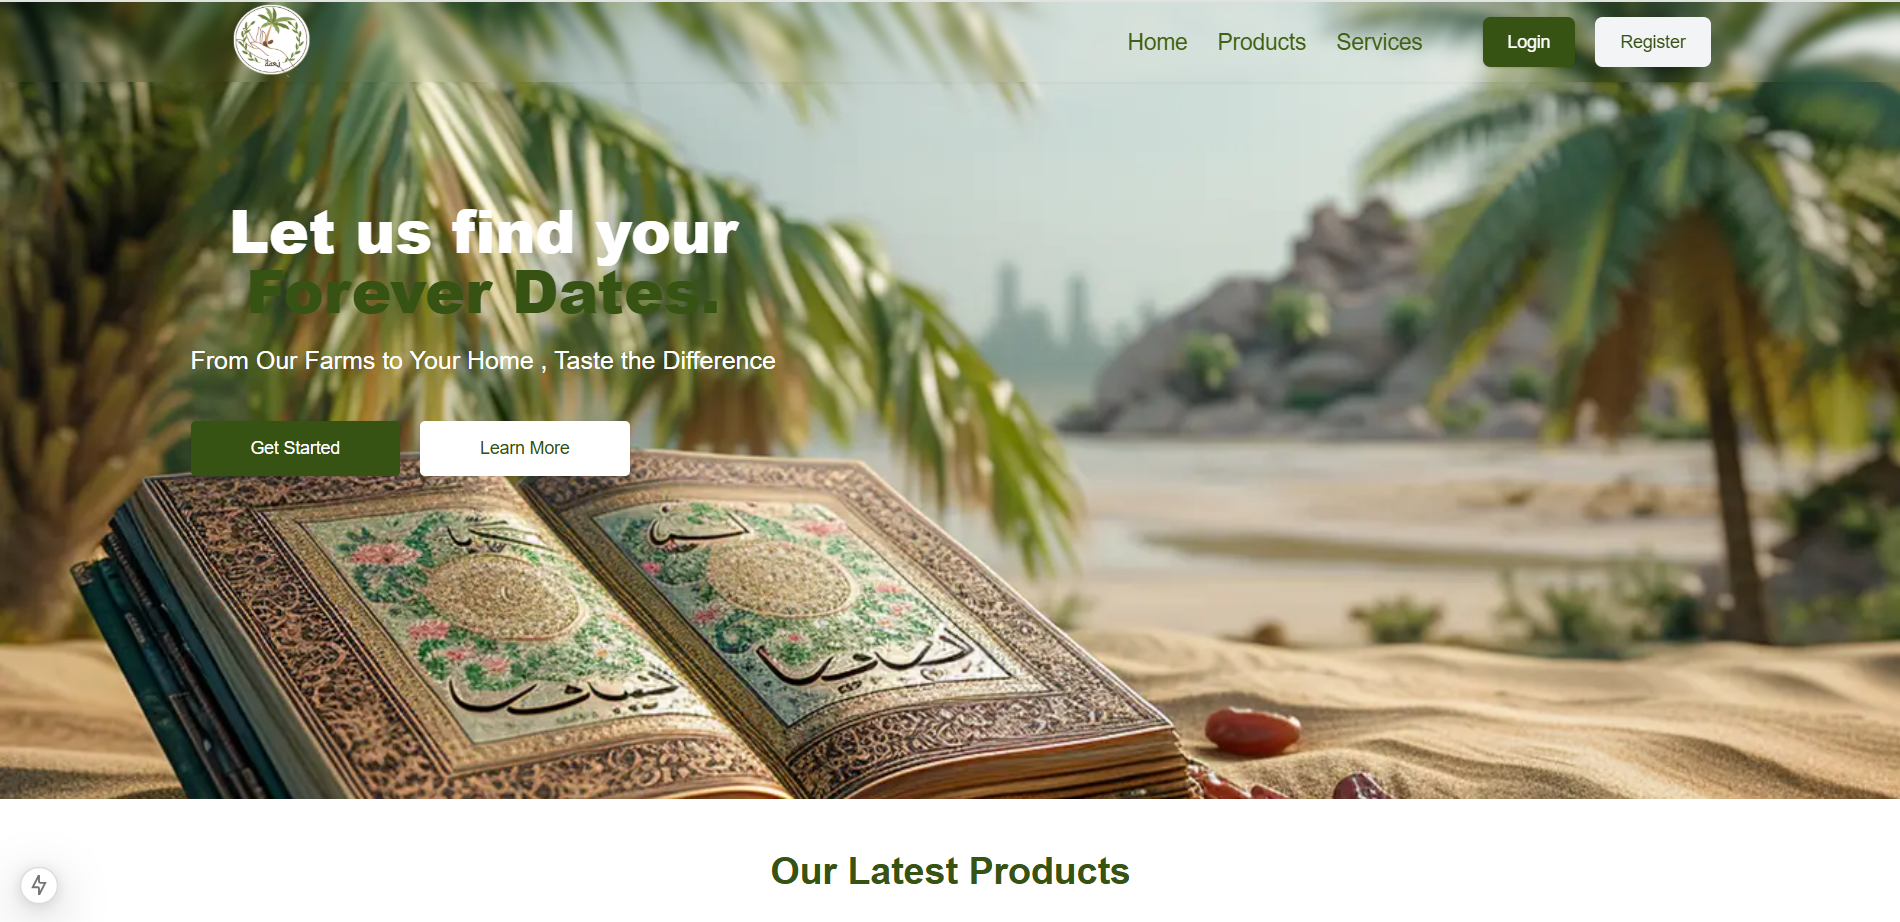 Home Products Services Login Register
Let us find your
Forever Dates.
From Our Farms to Your Home , Taste the Difference
Get Started Learn More
Our Latest Products